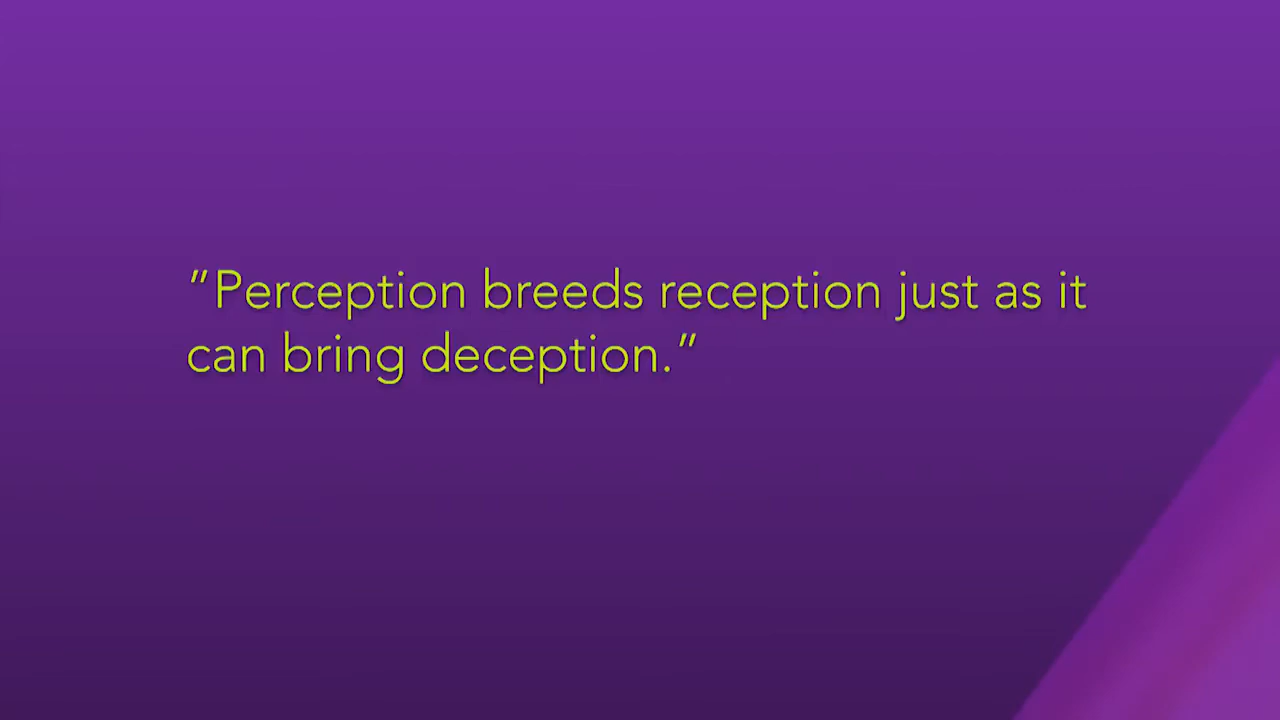 ”Perception breeds reception just as it
can bring deception.”